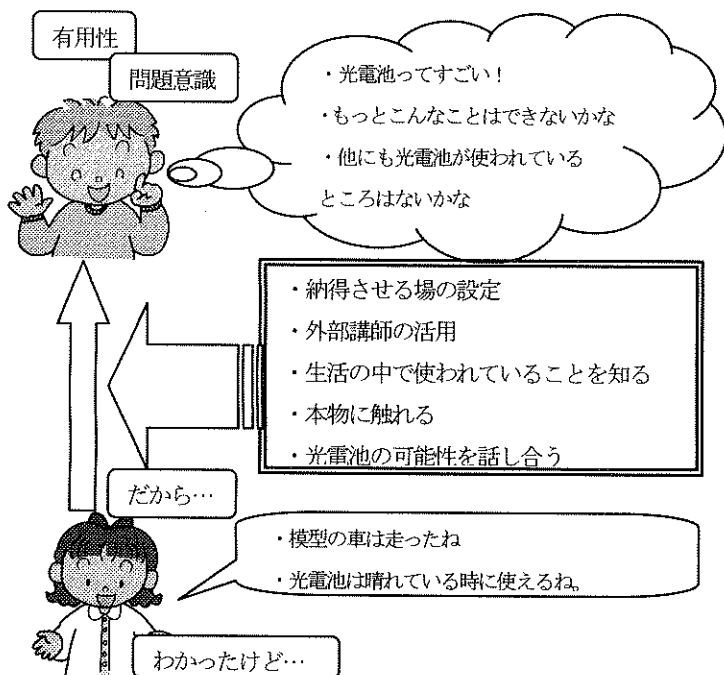 有用性
問題意識
・光電池ってすごい！
・もっとこんなことはできないかな
・他にも光電池が使われている
ところはないかな
・納得させる場の設定
・外部講師の活用
・生活の中で使われていることを知る
・本物に触れる
・光電池の可能性を話し合う
だから…
・模型の車は走ったね
・光電池は晴れている時に使えるね。
わかったけど…